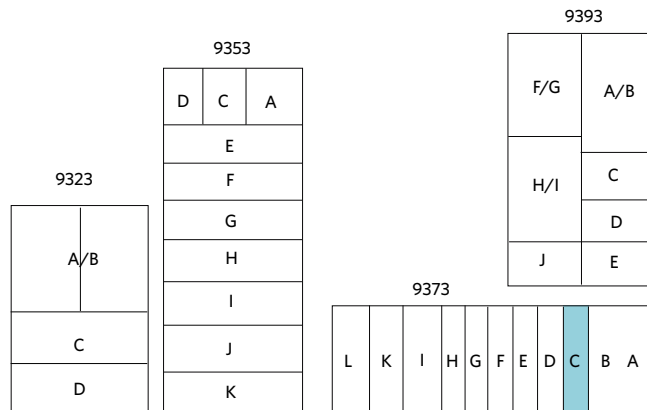 9323
A/B
C
D
9353
D C A
E
F
G
H
I
J
K
9393
F/G A/B
H/I C
D
J E
9373
L K I H G F E D C B A